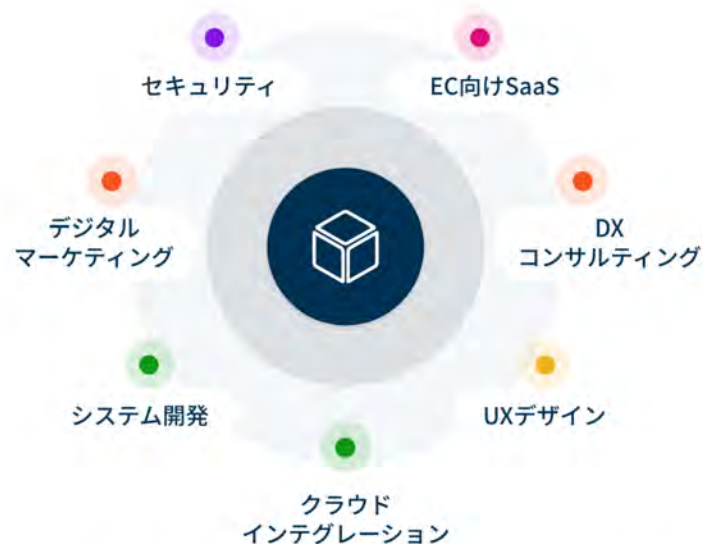 セキュリティ
EC向けSaaS
デジタル
マーケティング
DX
コンサルティング
システム開発
UXデザイン
クラウド
インテグレーション